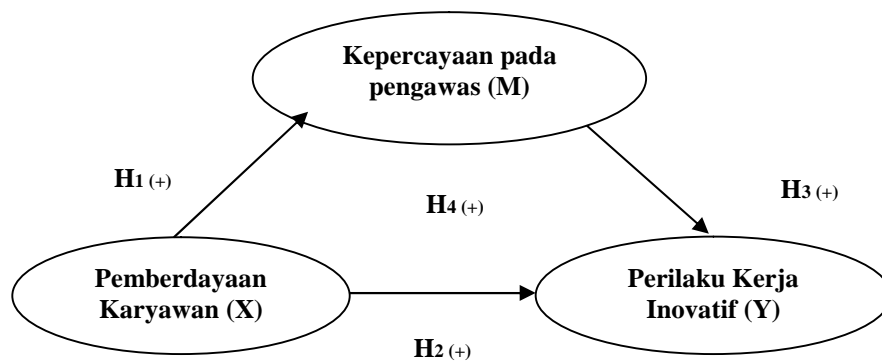 Kepercayaan pada
pengawas (M)
H1 (+)
H4 (+)
H3 (+)
Pemberdayaan
Karyawan (X)
Perilaku Kerja
Inovatif (Y)
H2 (+)